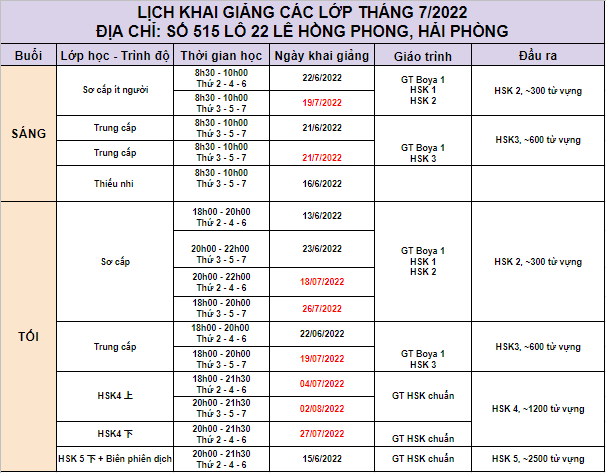 LỊCH KHAI GIẢNG CÁC LỚP THÁNG 7/2022
ĐỊA CHỈ: SỐ 515 LÔ 22 LÊ HỒNG PHONG, HẢI PHÒNG
Buổi Lớp học - Trình độ Thời gian học Ngày khai giảng Giáo trình Đầu ra
SÁNG
Sơ cấp ít người
8h30 - 10h00
Thứ 2 - 4 - 6
22/6/2022
8h30 - 10h00
Thứ 3 - 5 - 7
19/7/2022
GT Boya 1
HSK 1
HSK 2
HSK 2, ~300 từ vựng
Trung cấp
8h30 - 10h00
Thứ 3 - 5 - 7
21/6/2022
Trung cấp
8h30 - 10h00
Thứ 3 - 5 - 7
21/7/2022
GT Boya 1
HSK 3
HSK3, ~600 từ vựng
Thiếu nhi
8h30 - 10h00
Thứ 3 - 5 - 7
16/6/2022
TỐI
Sơ cấp
18h00 - 20h00
Thứ 2 - 4 - 6
13/6/2022
20h00 - 22h00
Thứ 3 - 5 - 7
23/6/2022
20h00 - 22h00
Thứ 2 - 4 - 6
18/07/2022
18h00 - 20h00
Thứ 3 - 5 - 7
26/7/2022
GT Boya 1
HSK 1
HSK 2
HSK 2, ~300 từ vựng
Trung cấp
18h00 - 20h00
Thứ 2 - 4 - 6
22/06/2022
18h00 - 20h00
Thứ 3 - 5 - 7
19/07/2022
GT Boya 1
HSK 3
HSK3, ~600 từ vựng
HSK4 上
18h00 - 21h30
Thứ 2 - 4 - 6
04/07/2022
20h00 - 21h30
Thứ 3 - 5 - 7
02/08/2022
GT HSK chuẩn
HSK 4, ~1200 từ vựng
HSK4 下
20h00 - 21h30
Thứ 2 - 4 - 6
27/07/2022
GT HSK chuẩn
HSK 5 下 + Biên phiên dịch
20h00 - 21h30
Thứ 2 - 4 - 6
15/6/2022
GT HSK chuẩn
HSK 5, ~2500 từ vựng